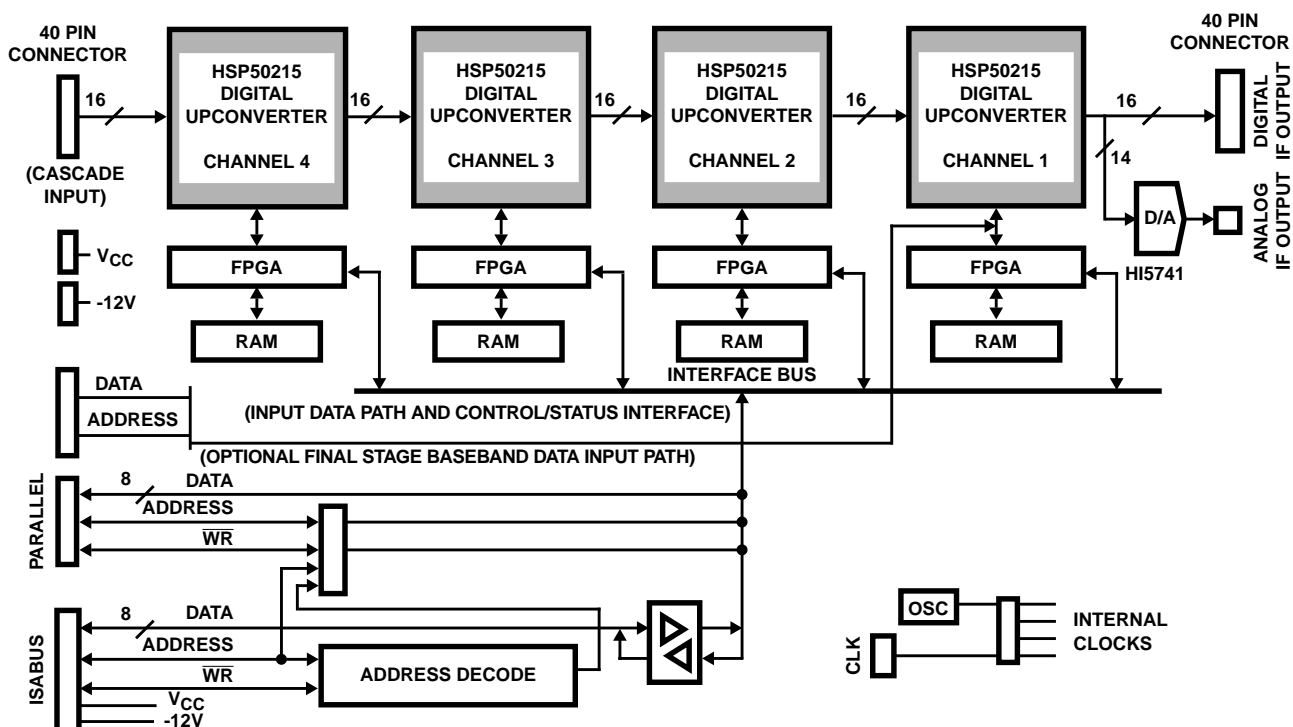 40 PIN
CONNECTOR
16
(CASCADE
INPUT)
HSP50215
DIGITAL
UPCONVERTER
CHANNEL 4
16
HSP50215
DIGITAL
UPCONVERTER
CHANNEL 3
16
HSP50215
DIGITAL
UPCONVERTER
CHANNEL 2
16
HSP50215
DIGITAL
UPCONVERTER
CHANNEL 1
16
14
40 PIN
CONNECTOR
DIGITAL
IF OUTPUT
D/A
HI5741
ANALOG
IF OUTPUT
VCC
-12V
FPGA
FPGA
FPGA
FPGA
RAM
RAM
RAM
RAM
INTERFACE BUS
DATA
ADDRESS
(INPUT DATA PATH AND CONTROL/STATUS INTERFACE)
(OPTIONAL FINAL STAGE BASEBAND DATA INPUT PATH)
PARALLEL
8
DATA
ADDRESS
WR
ISABUS
8
DATA
ADDRESS
WR
VCC
-12V
ADDRESS DECODE
OSC
CLK
INTERNAL
CLOCKS